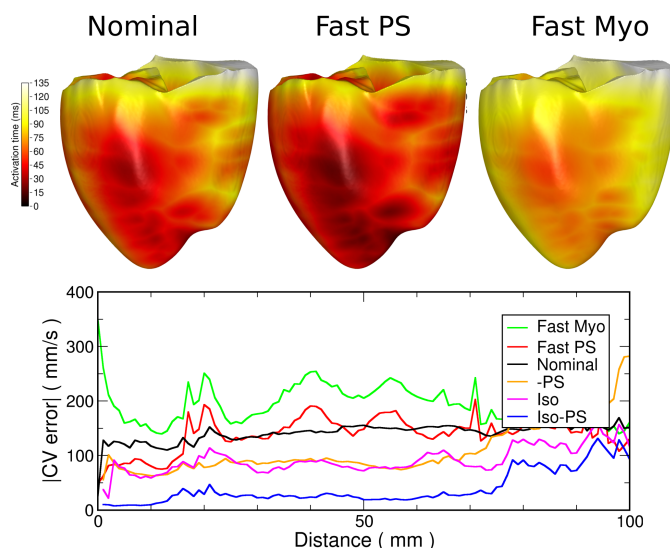 Nominal
Fast PS
Fast Myo
Activation time (ms)
135
120
105
90
75
60
45
30
15
0
|CV error| ( mm/s )
400
300
200
100
0
Fast Myo
Fast PS
Nominal
-PS
Iso
Iso-PS
0
50
100
Distance ( mm )